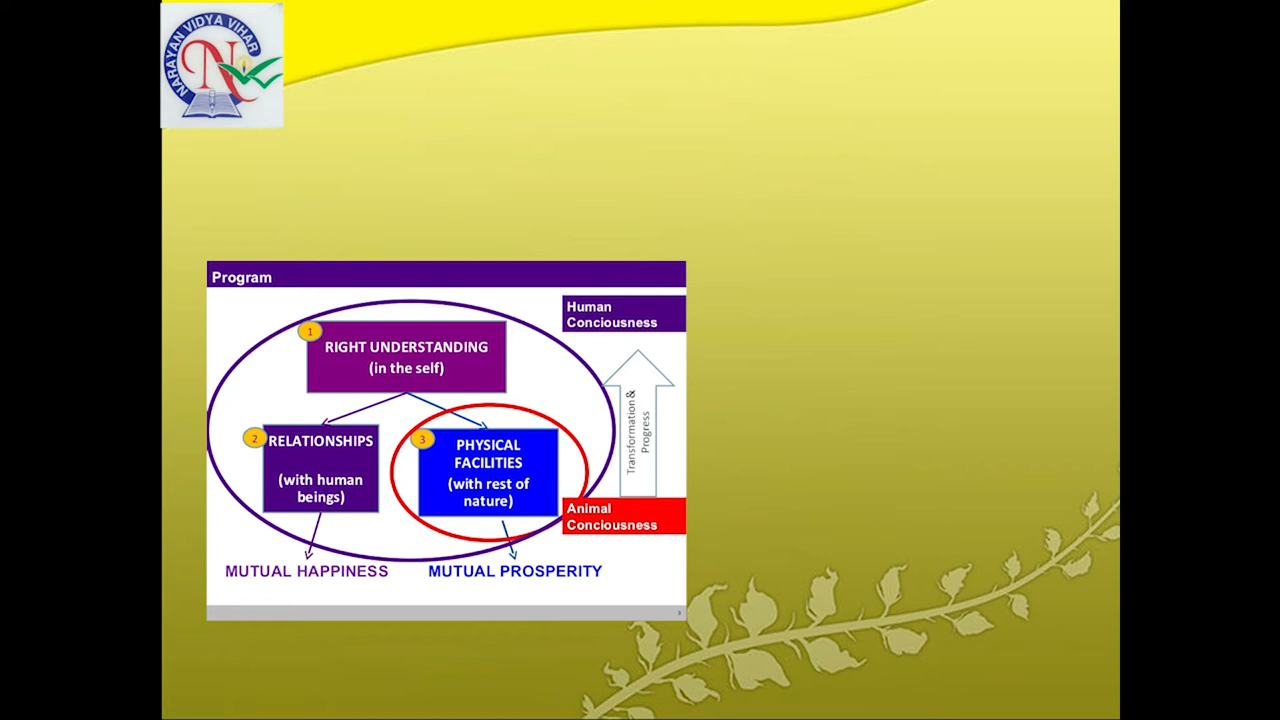 NARAYAN VIDYA VIHAR
N
Program
Human
Conciousness
1
RIGHT UNDERSTANDING
(in the self)
2
RELATIONSHIPS
(with human
beings)
3
PHYSICAL
FACILITIES
(with rest of
nature)
Transformation &
Progress
Animal
Conciousness
MUTUAL HAPPINESS
MUTUAL PROSPERITY
3